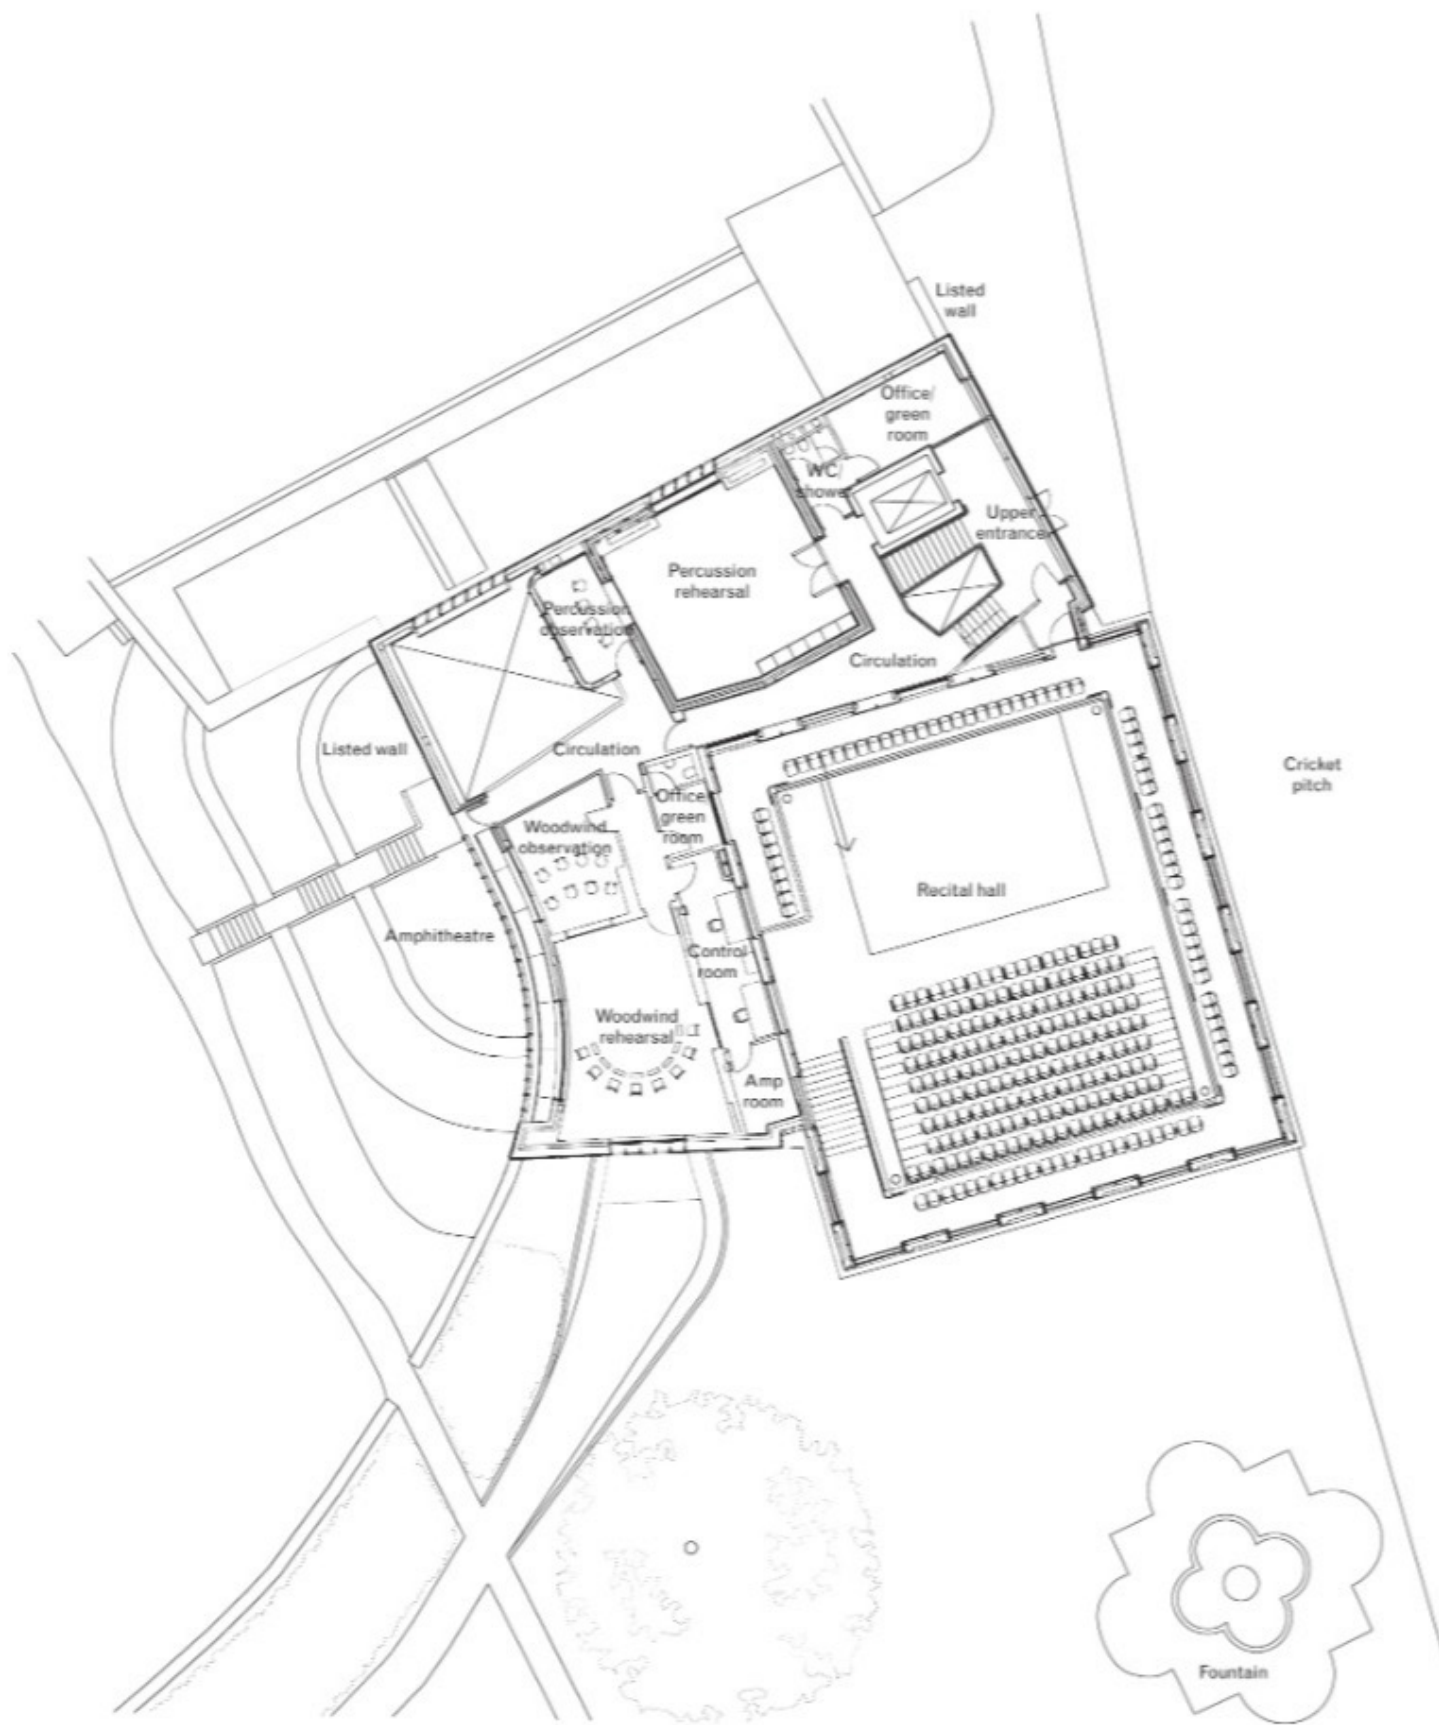 Listed
wall
Office/
green
room
WC/
shower
Upper
entrance
Percussion
rehearsal
Percussion
observation
Circulation
Listed wall
Circulation
Cricket
pitch
Office/
green
room
Woodwind
observation
Recital hall
Amphitheatre
Control
room
Woodwind
rehearsal
Amp
room
Fountain